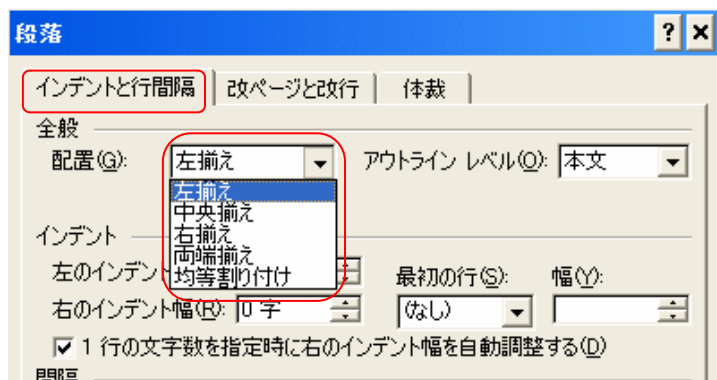 段落
インデントと行間隔 改ページと改行 体裁
全般
配置(G): 左揃え アウトライン レベル(O): 本文
左揃え
中央揃え
右揃え
両端揃え
均等割り付け
インデント
左のインデント 最初の行(S): 幅(Y):
右のインデント幅(R): 0 字 (なし)
1 行の文字数を指定時に右のインデント幅を自動調整する(D)
間隔